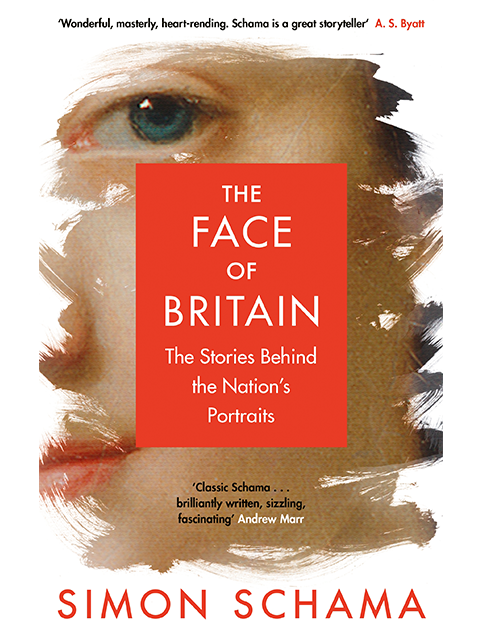 ‘Wonderful, masterly, heart-rending. Schama is a great storyteller’ A. S. Byatt
THE
FACE
OF
BRITAIN
The Stories Behind
the Nation’s
Portraits
‘Classic Schama . . .
brilliantly written, sizzling,
fascinating’ Andrew Marr
SIMON SCHAMA